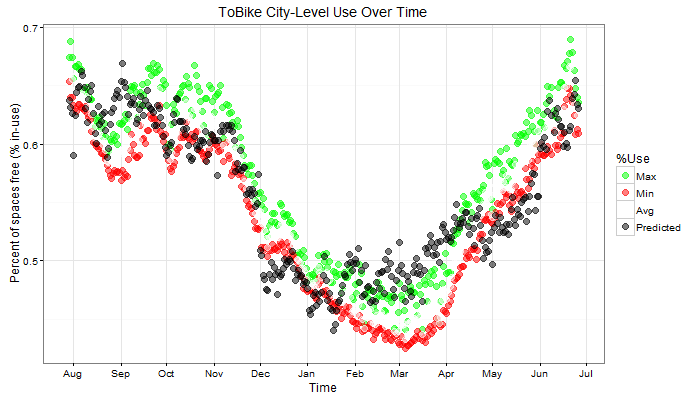 ToBike City-Level Use Over Time
Percent of spaces free (% in-use)
0.7
0.6
0.5
Aug Sep Oct Nov Dec Jan Feb Mar Apr May Jun Jul
Time
%Use
Max
Min
Avg
Predicted